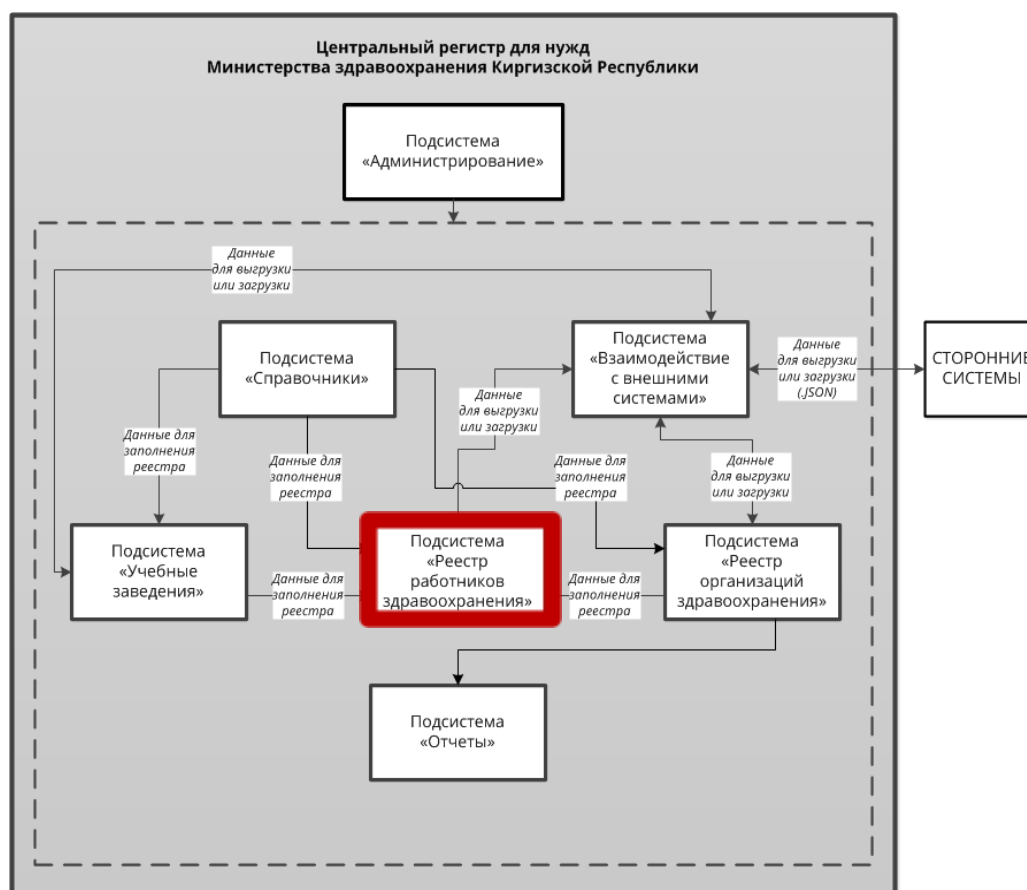 Центральный регистр для нужд
Министерства здравоохранения Киргизской Республики
Подсистема
«Администрирование»
Данные
для выгрузки
или загрузки
Подсистема
«Справочники»
Подсистема
«Взаимодействие
с внешними
системами»
Данные
для выгрузки
или загрузки
(.JSON)
СТОРОННИЕ
СИСТЕМЫ
Данные
для выгрузки
или загрузки
Данные для
заполнения
реестра
Данные для
заполнения
реестра
Данные для
заполнения
реестра
Данные
для выгрузки
или загрузки
Подсистема
«Учебные
заведения»
Данные для
заполнения
реестра
Подсистема
«Реестр
работников
здравоохранения»
Данные для
заполнения
реестра
Подсистема
«Реестр
организаций
здравоохранения»
Подсистема
«Отчеты»